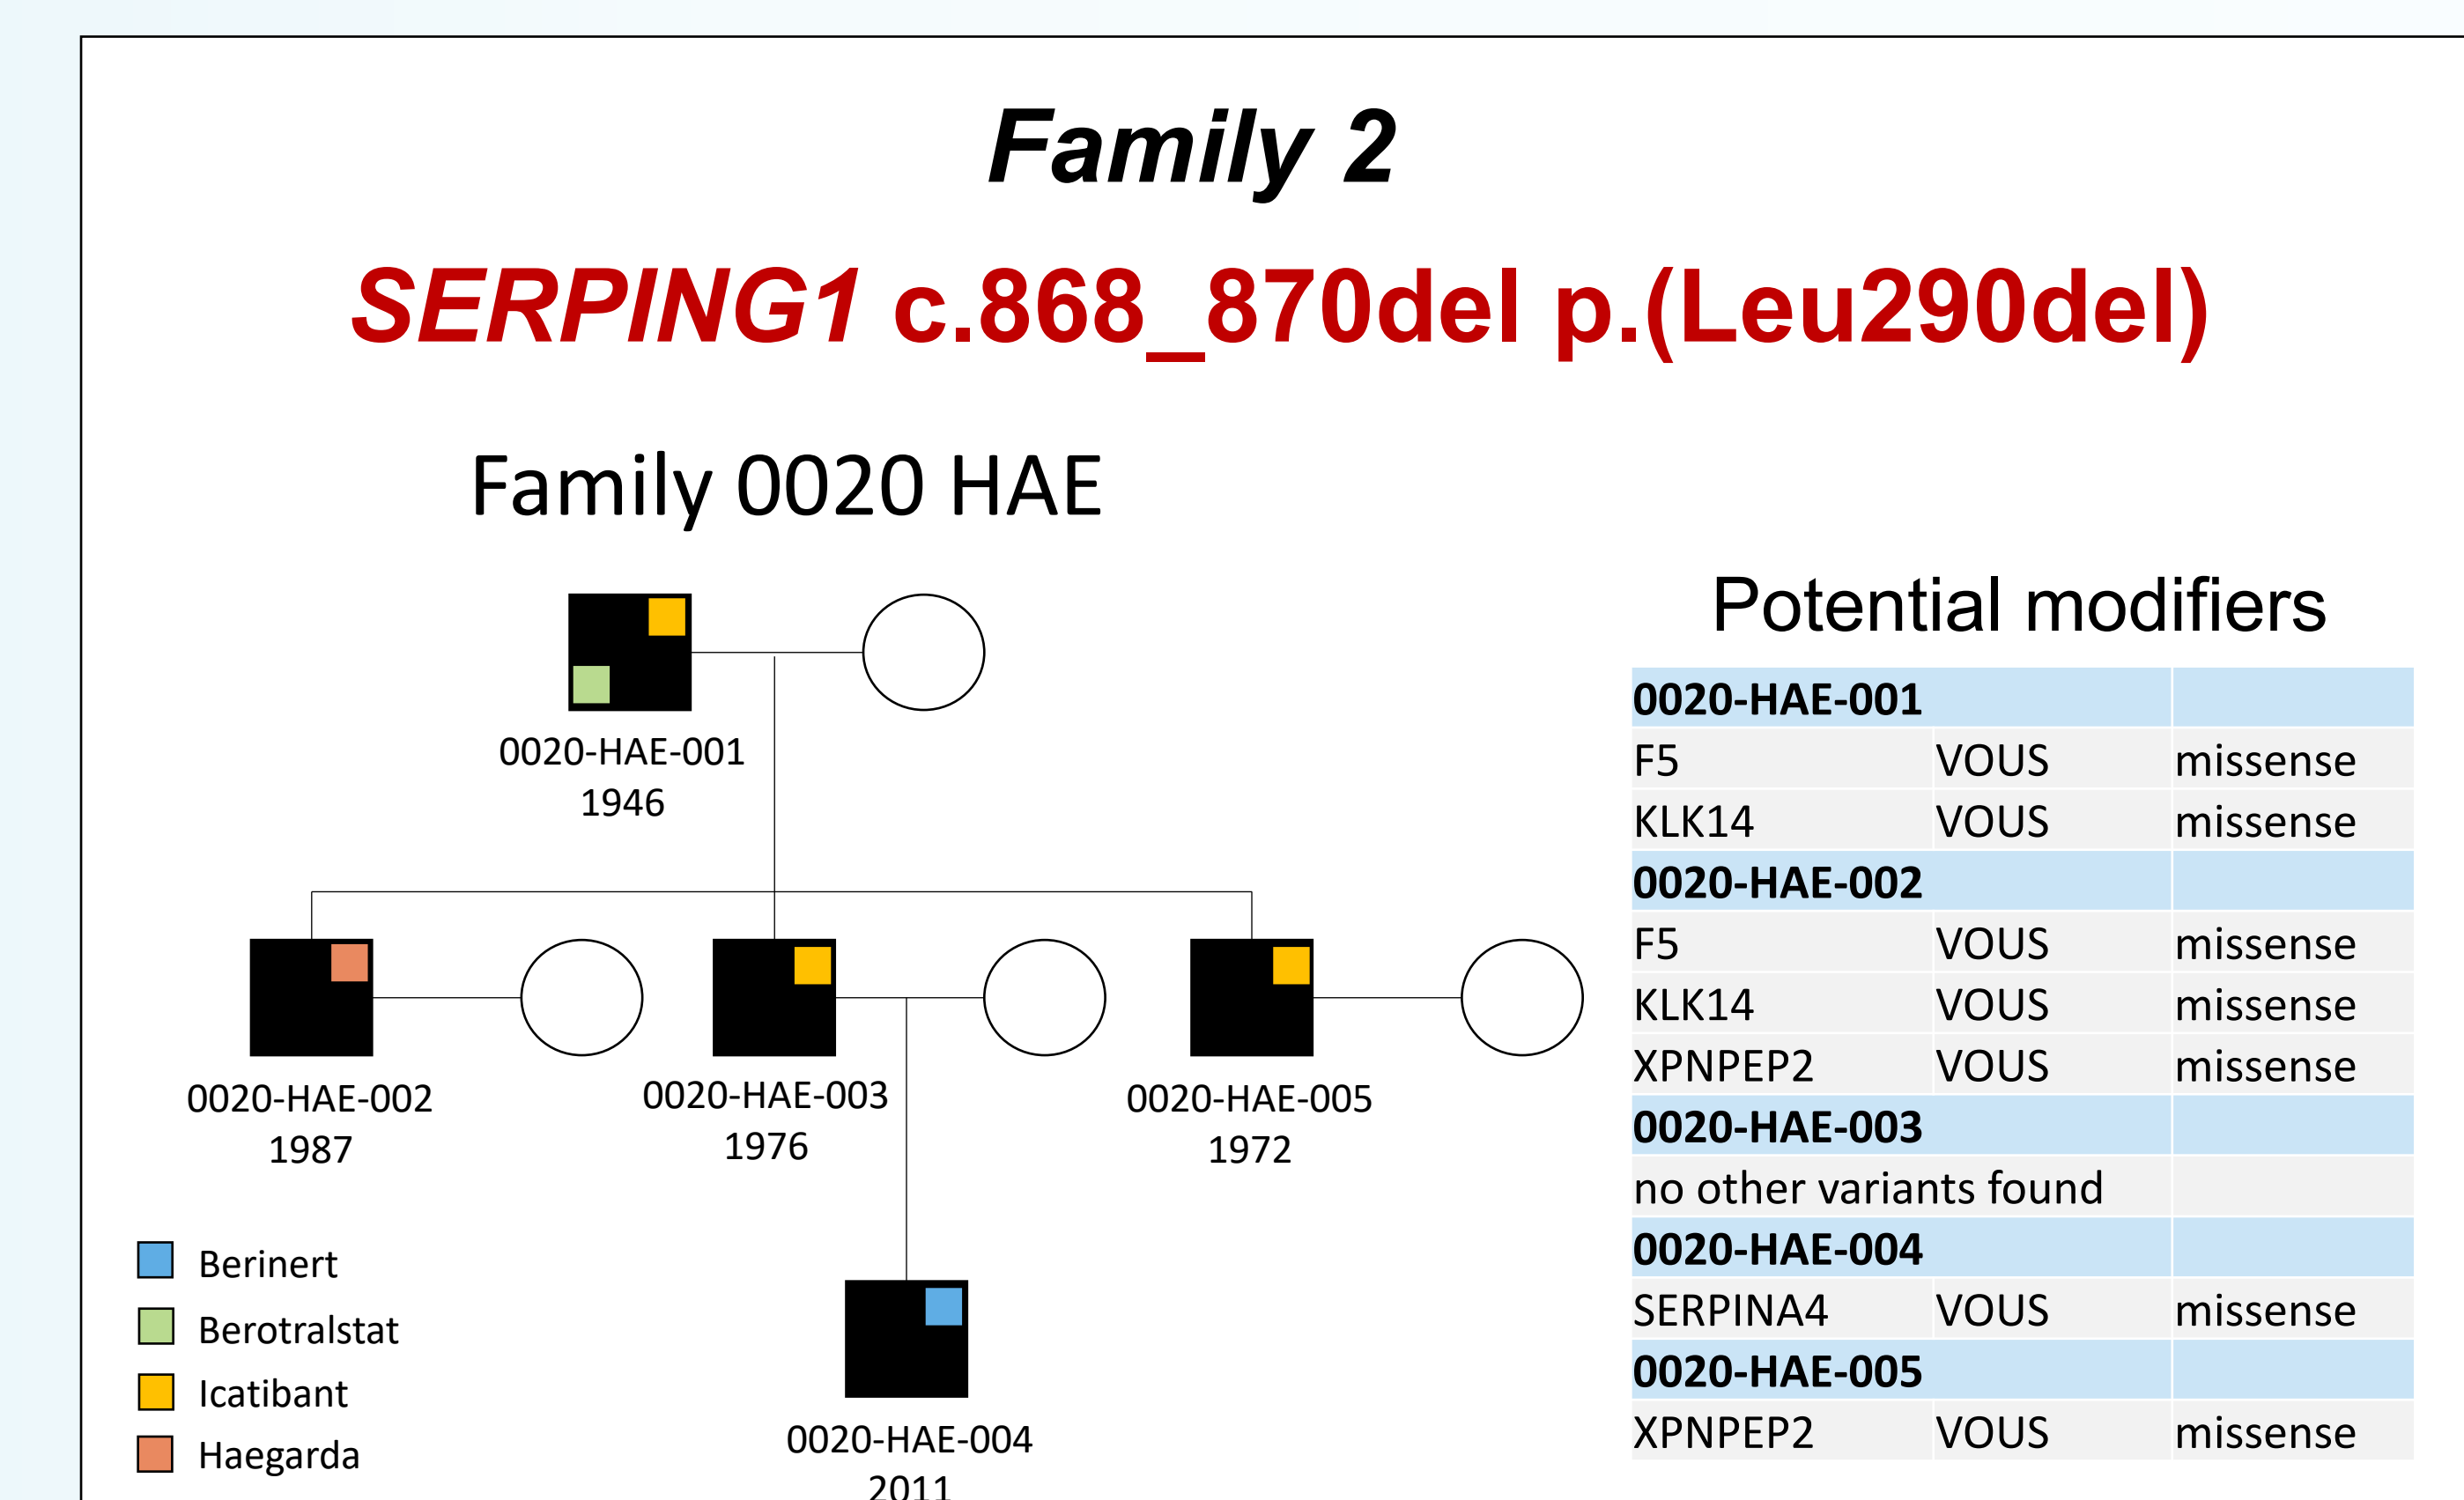 Family 2
SERPING1 c.868_870del p.(Leu290del)
Family 0020 HAE
0020-HAE-001
1946
0020-HAE-002
1987
0020-HAE-003
1976
0020-HAE-005
1972
0020-HAE-004
2011
Berinert
Berotralstat
Icatibant
Haegarda
Potential modifiers
0020-HAE-001
F5 VOUS missense
KLK14 VOUS missense
0020-HAE-002
F5 VOUS missense
KLK14 VOUS missense
XPNPEP2 VOUS missense
0020-HAE-003
no other variants found
0020-HAE-004
SERPINA4 VOUS missense
0020-HAE-005
XPNPEP2 VOUS missense